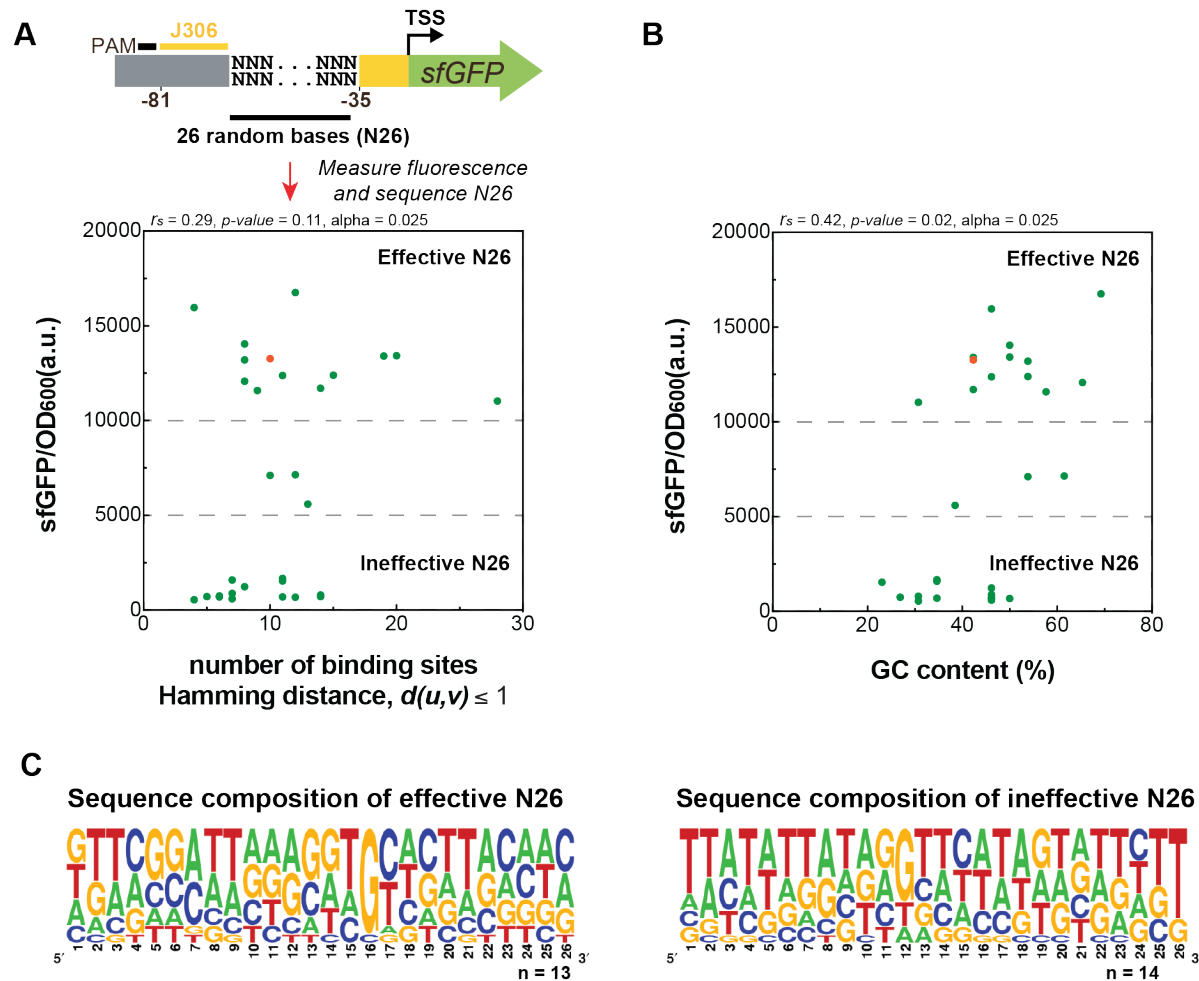 A
B
PAM
J306
TSS
NNN...NNN
NNN...NNN
sfGFP
-81
-35
26 random bases (N26)
Measure fluorescence
and sequence N26
rs = 0.29, p-value = 0.11, alpha = 0.025
20000
15000
10000
5000
0
Effective N26
Ineffective N26
sfGFP/OD600(a.u.)
0 10 20 30
number of binding sites
Hamming distance, d(u,v) ≤ 1
rs = 0.42, p-value = 0.02, alpha = 0.025
20000
15000
10000
5000
0
Effective N26
Ineffective N26
sfGFP/OD600(a.u.)
0 20 40 60 80
GC content (%)
C
Sequence composition of effective N26
GTTCGGATTAAAGGTGCACTTACAAC
1 2 3 4 5 6 7 8 9 10 11 12 13 14 15 16 17 18 19 20 21 22 23 24 25 26
5′ 3′
n = 13
Sequence composition of ineffective N26
TTATATTATAGGTTCATAGTATTCTT
1 2 3 4 5 6 7 8 9 10 11 12 13 14 15 16 17 18 19 20 21 22 23 24 25 26
5′ 3
n = 14